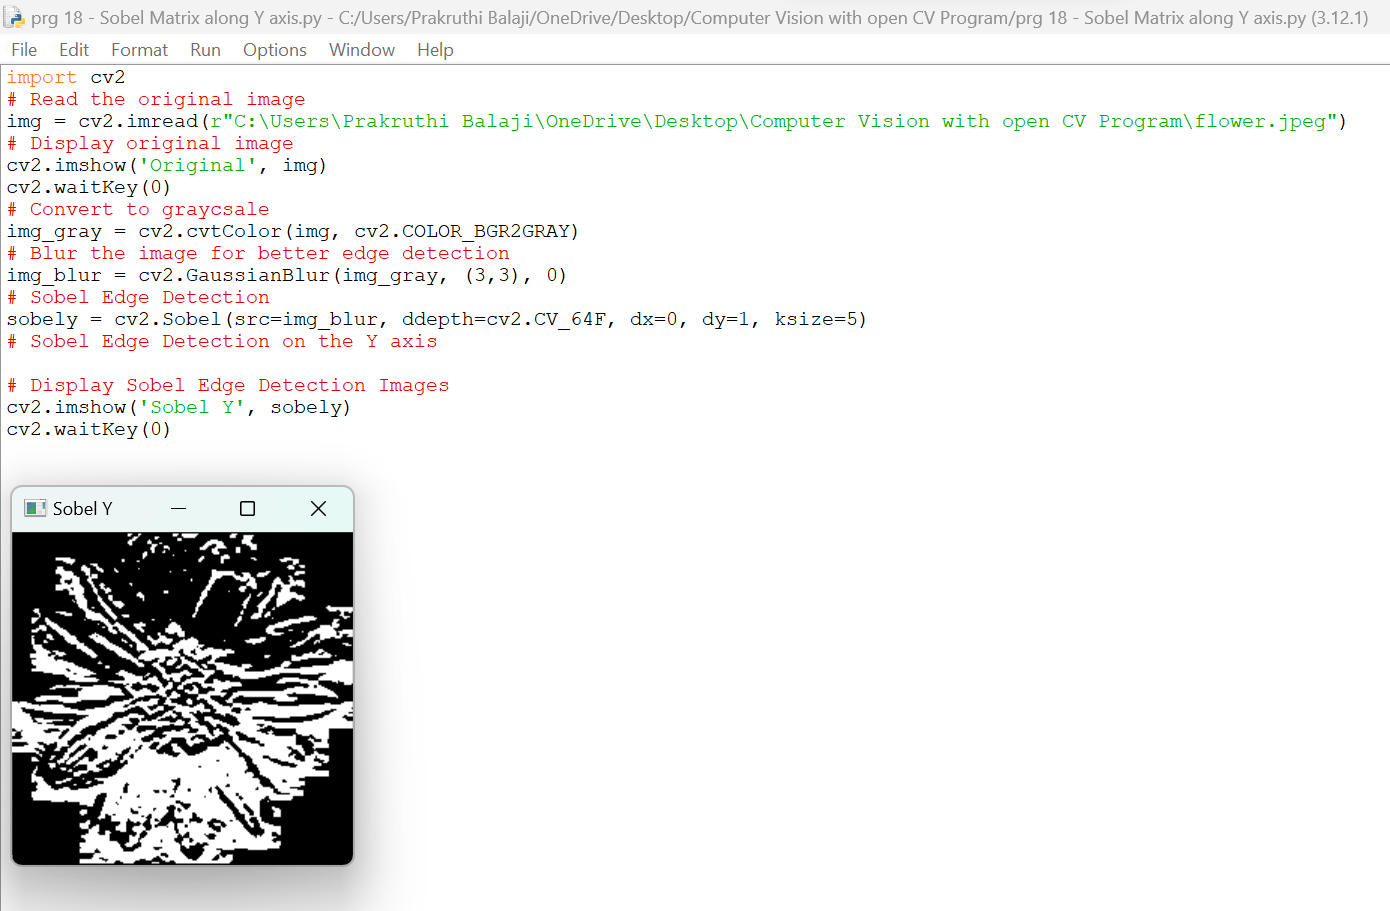 prg 18 - Sobel Matrix along Y axis.py - C:/Users/Prakruthi Balaji/OneDrive/Desktop/Computer Vision with open CV Program/prg 18 - Sobel Matrix along Y axis.py (3.12.1)
File Edit Format Run Options Window Help
import cv2
# Read the original image
img = cv2.imread(r"C:\Users\Prakruthi Balaji\OneDrive\Desktop\Computer Vision with open CV Program\flower.jpeg")
# Display original image
cv2.imshow('Original', img)
cv2.waitKey(0)
# Convert to graycsale
img_gray = cv2.cvtColor(img, cv2.COLOR_BGR2GRAY)
# Blur the image for better edge detection
img_blur = cv2.GaussianBlur(img_gray, (3,3), 0)
# Sobel Edge Detection
sobely = cv2.Sobel(src=img_blur, ddepth=cv2.CV_64F, dx=0, dy=1, ksize=5)
# Sobel Edge Detection on the Y axis
# Display Sobel Edge Detection Images
cv2.imshow('Sobel Y', sobely)
cv2.waitKey(0)
Sobel Y